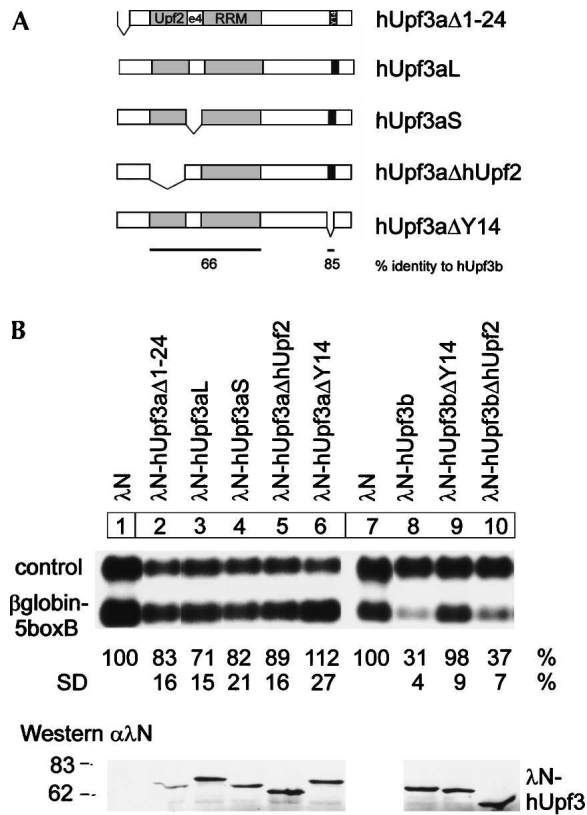 A
Upf2 e4 RRM
hUpf3aΔ1-24
hUpf3aL
hUpf3aS
hUpf3aΔhUpf2
hUpf3aΔY14
66 85 % identity to hUpf3b
B
λN
λN-hUpf3aΔ1-24
λN-hUpf3aL
λN-hUpf3aS
λN-hUpf3aΔhUpf2
λN-hUpf3aΔY14
λN
λN-hUpf3b
λN-hUpf3bΔY14
λN-hUpf3bΔhUpf2
1 2 3 4 5 6 7 8 9 10
control
βglobin-
5boxB
100 83 71 82 89 112 100 31 98 37 %
SD 16 15 21 16 27 4 9 7 %
Western αλN
83
62
λN-
hUpf3